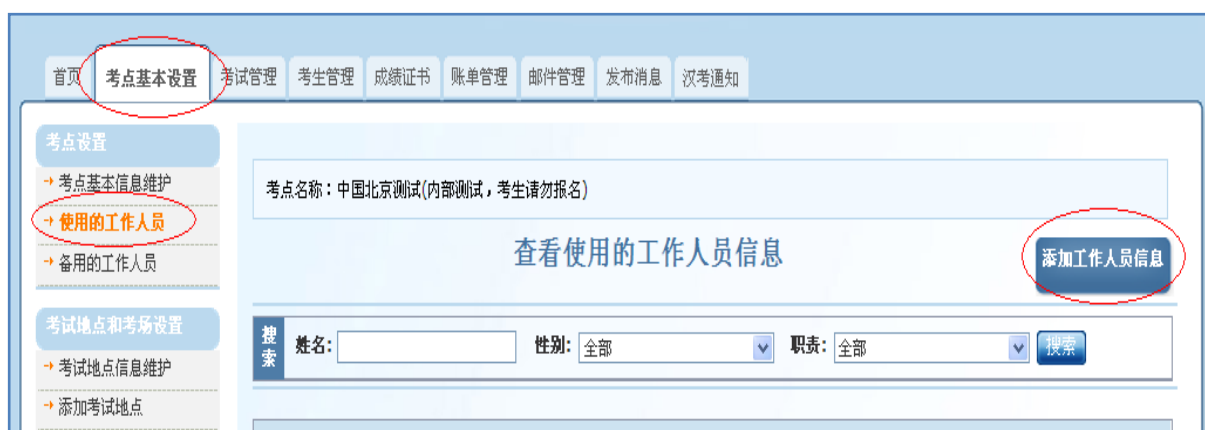 首页 考点基本设置 考试管理 考生管理 成绩证书 账单管理 邮件管理 发布消息 汉考通知
考点设置
考点基本信息维护
使用的工作人员
备用的工作人员
考试地点和考场设置
考试地点信息维护
添加考试地点
考点名称：中国北京测试(内部测试，考生请勿报名)
查看使用的工作人员信息
添加工作人员信息
搜索 姓名: 性别: 全部 职责: 全部 搜索